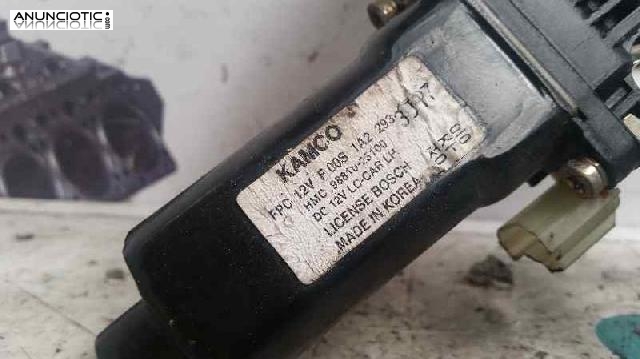 ANUNCIOTIC.com
KAMCO
FPC 12V F 00S 1A2 293
HMC 98810-
DC 12V LC-CAR LH
LICENSE BOSCH
MADE IN KOREA